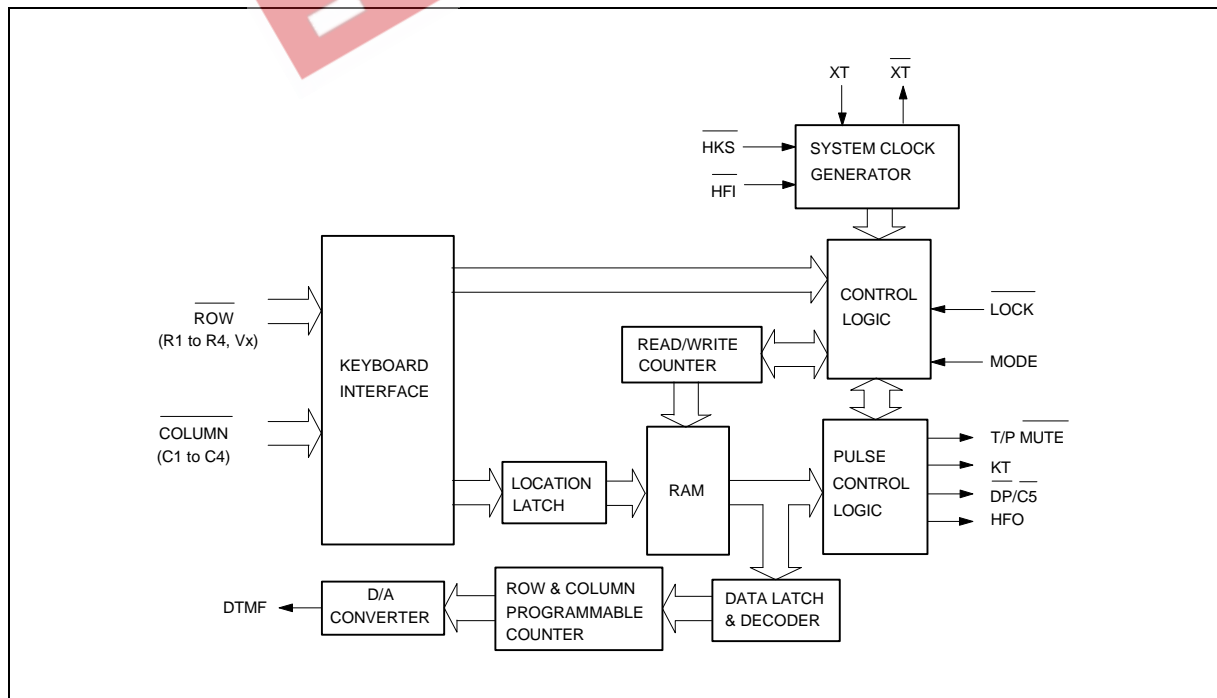 XT
XT
HKS
SYSTEM CLOCK
GENERATOR
HFI
ROW
(R1 to R4, Vx)
KEYBOARD
INTERFACE
CONTROL
LOGIC
LOCK
READ/WRITE
COUNTER
MODE
COLUMN
(C1 to C4)
LOCATION
LATCH
RAM
PULSE
CONTROL
LOGIC
T/P MUTE
KT
DP/C5
HFO
DTMF
D/A
CONVERTER
ROW & COLUMN
PROGRAMMABLE
COUNTER
DATA LATCH
& DECODER